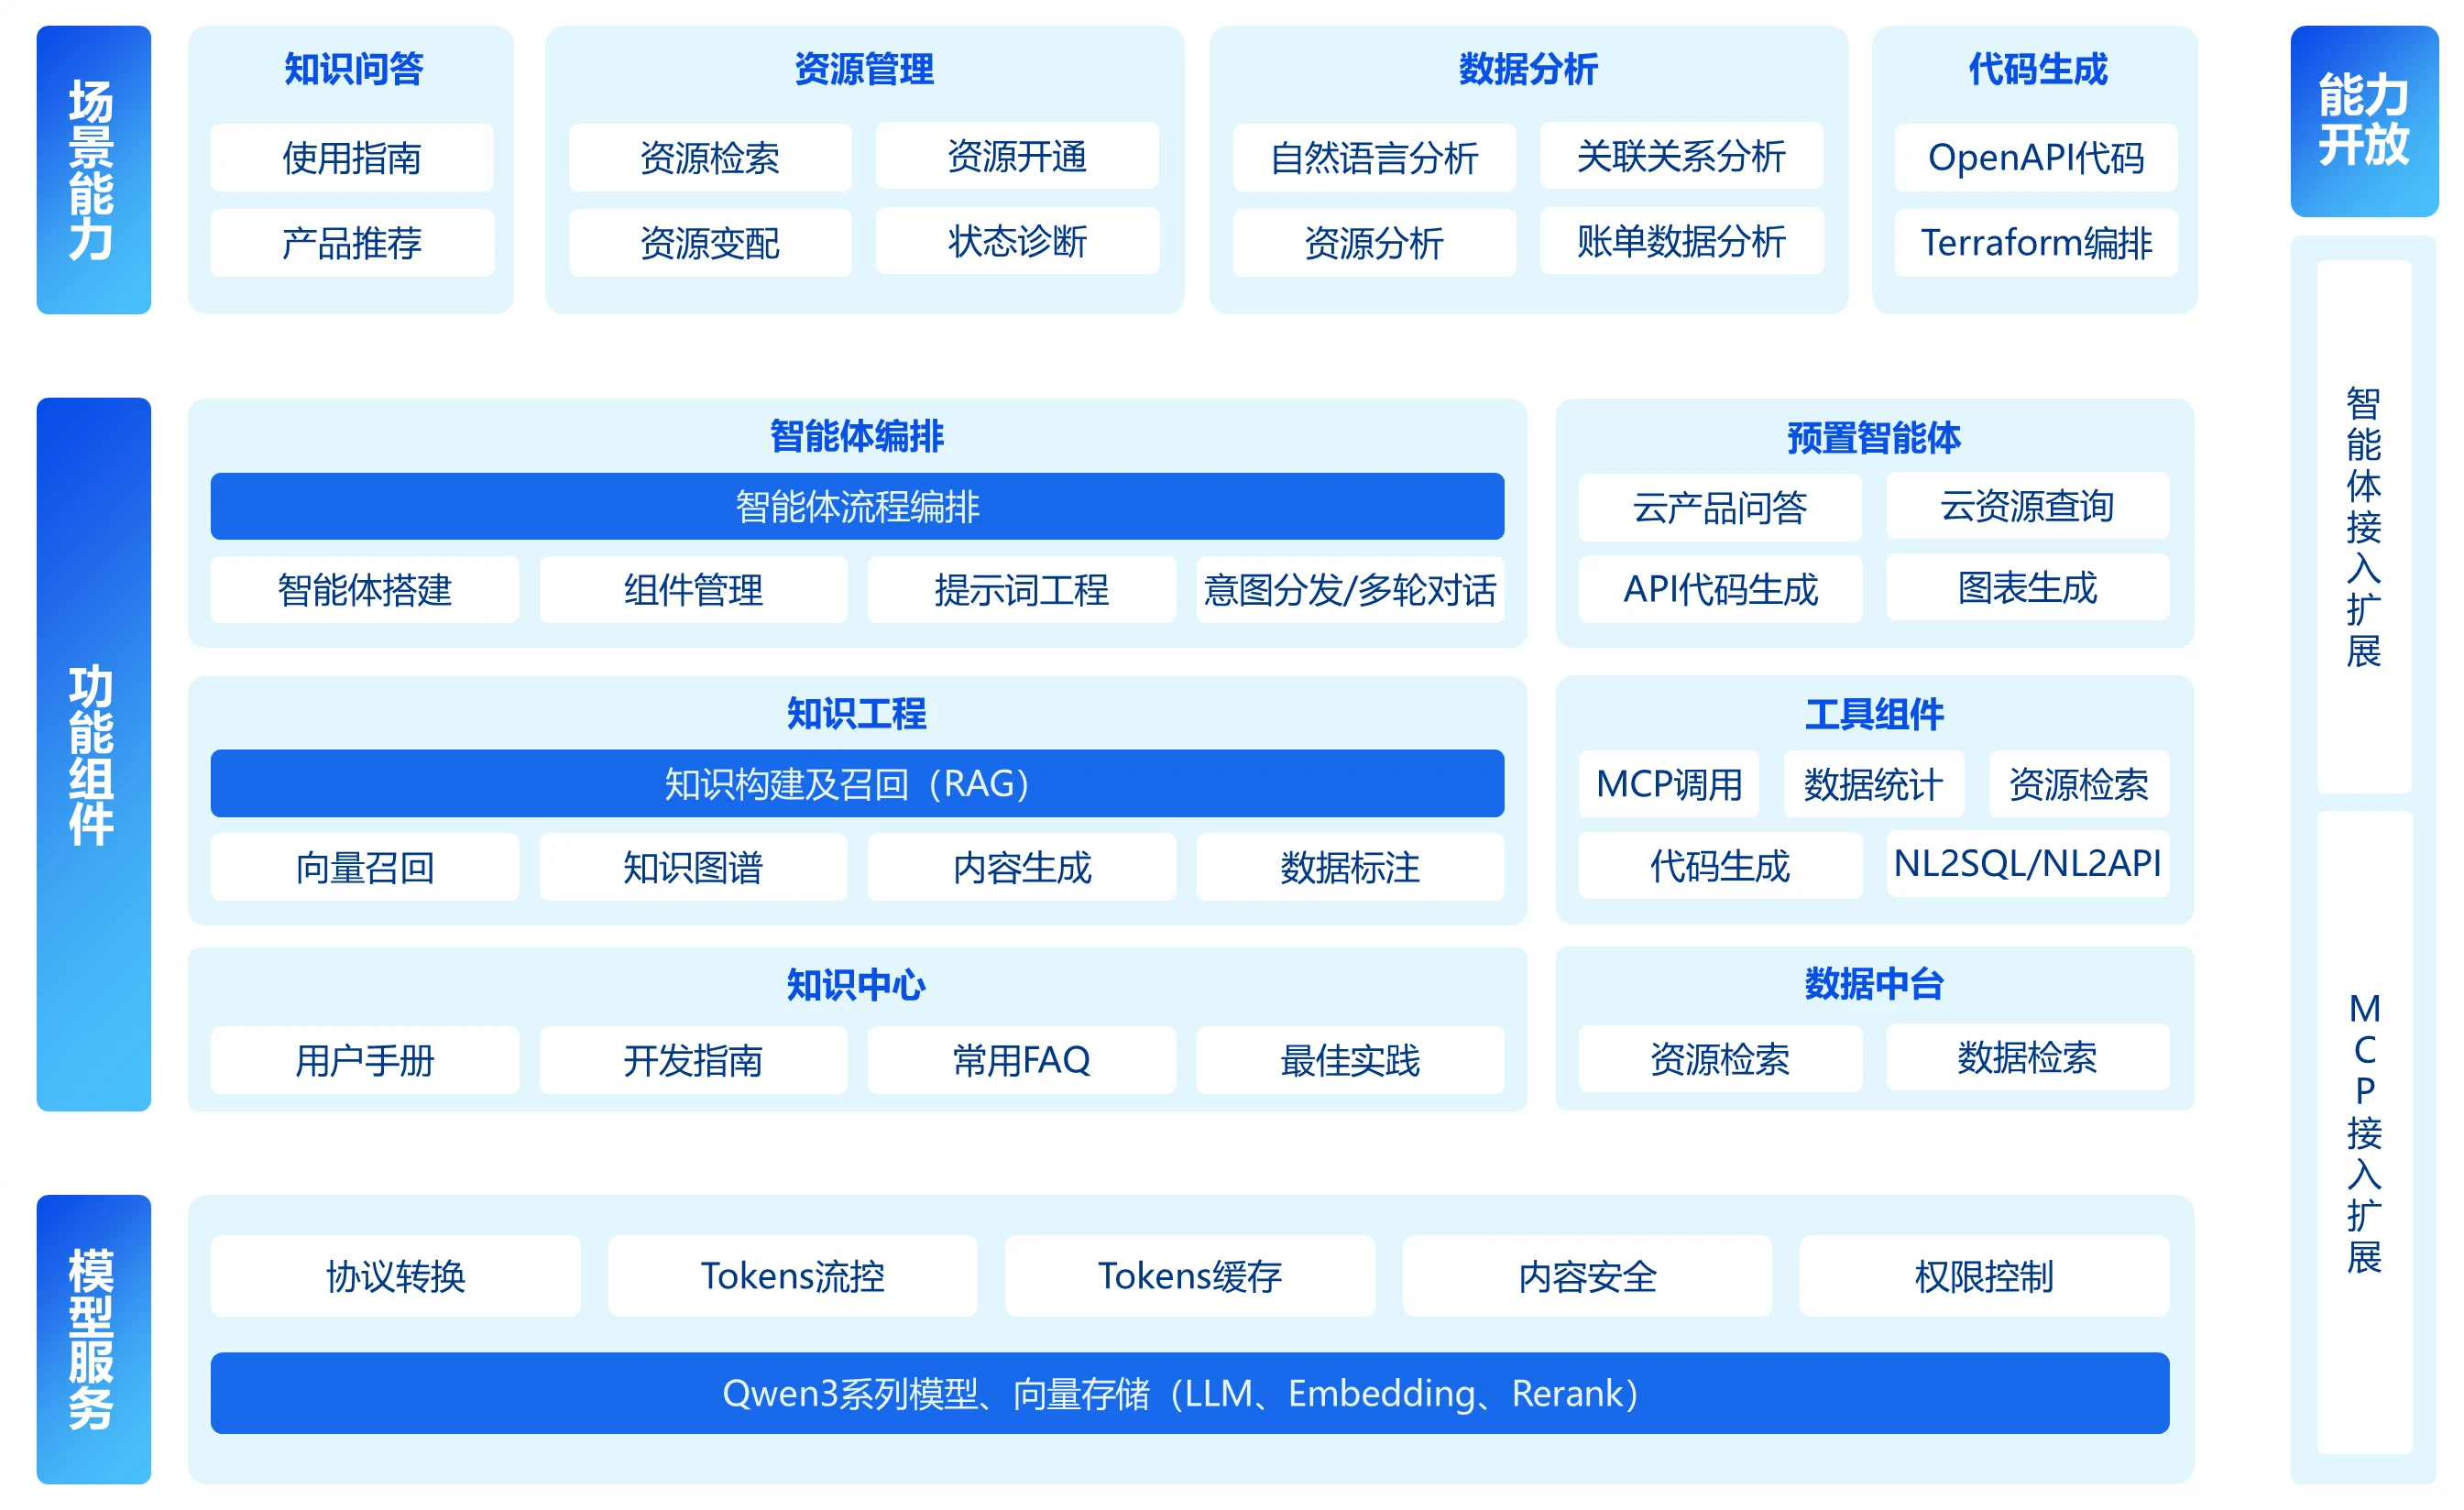 场景能力
知识问答
使用指南
产品推荐
资源管理
资源检索
资源开通
资源变配
状态诊断
数据分析
自然语言分析
关联关系分析
资源分析
账单数据分析
代码生成
OpenAPI代码
Terraform编排
功能组件
智能体编排
智能体流程编排
智能体搭建
组件管理
提示词工程
意图分发/多轮对话
预置智能体
云产品问答
云资源查询
API代码生成
图表生成
知识工程
知识构建及召回（RAG）
向量召回
知识图谱
内容生成
数据标注
工具组件
MCP调用
数据统计
资源检索
代码生成
NL2SQL/NL2API
知识中心
用户手册
开发指南
常用FAQ
最佳实践
数据中台
资源检索
数据检索
模型服务
协议转换
Tokens流控
Tokens缓存
内容安全
权限控制
Qwen3系列模型、向量存储（LLM、Embedding、Rerank）
能力
开放
智能体接入扩展
MCP接入扩展